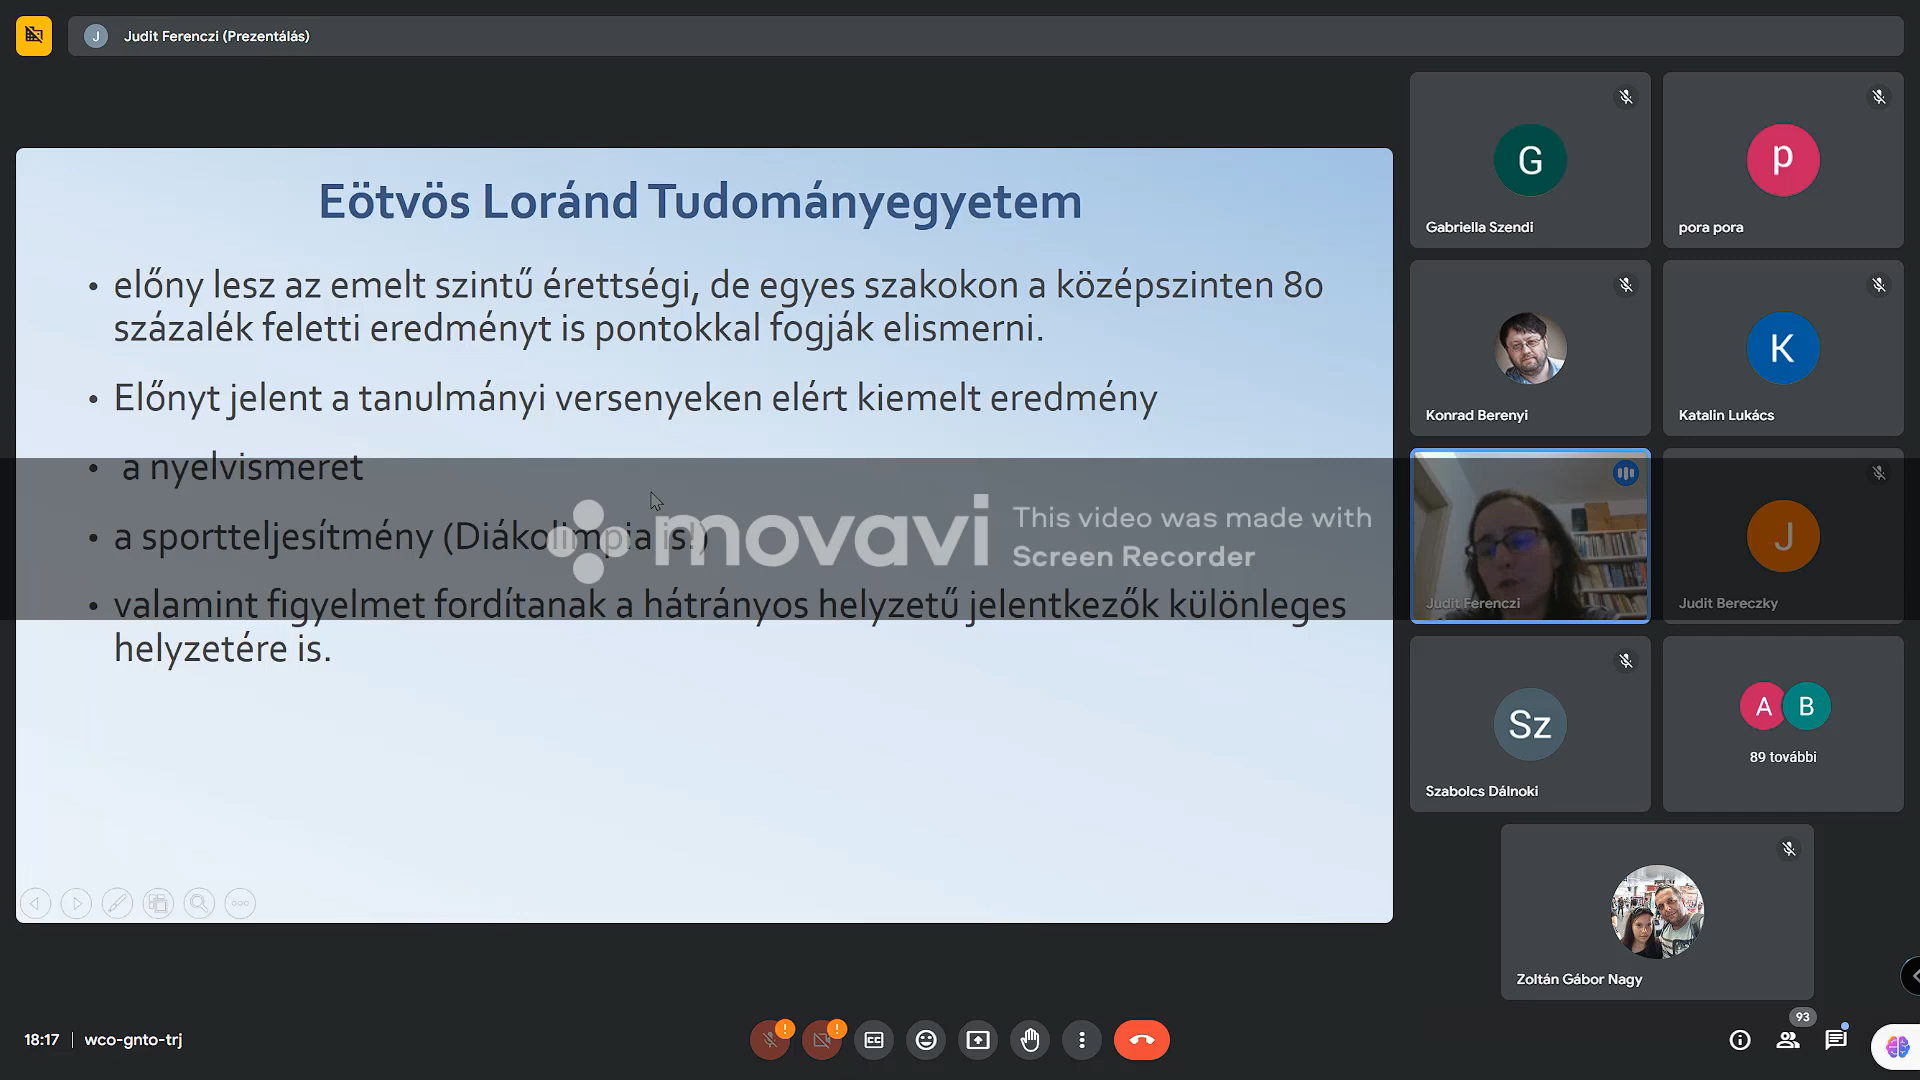 J
Judit Ferenczi (Prezentálás)
Eötvös Loránd Tudományegyetem
• előny lesz az emelt szintű érettségi, de egyes szakokon a középszinten 80
százalék feletti eredményt is pontokkal fogják elismerni.
• Előnyt jelent a tanulmányi versenyeken elért kiemelt eredmény
• a nyelvismeret
• a sportteljesítmény (Diákolimpia is!)
• valamint figyelmet fordítanak a hátrányos helyzetű jelentkezők különleges
helyzetére is.
movavi
This video was made with
Screen Recorder
G
Gabriella Szendi
p
pora pora
Konrad Berenyi
K
Katalin Lukács
Judit Ferenczi
J
Judit Bereczky
Sz
Szabolcs Dálnoki
A
B
89 további
Zoltán Gábor Nagy
18:17
wco-gnto-trj
!
!
CC
93